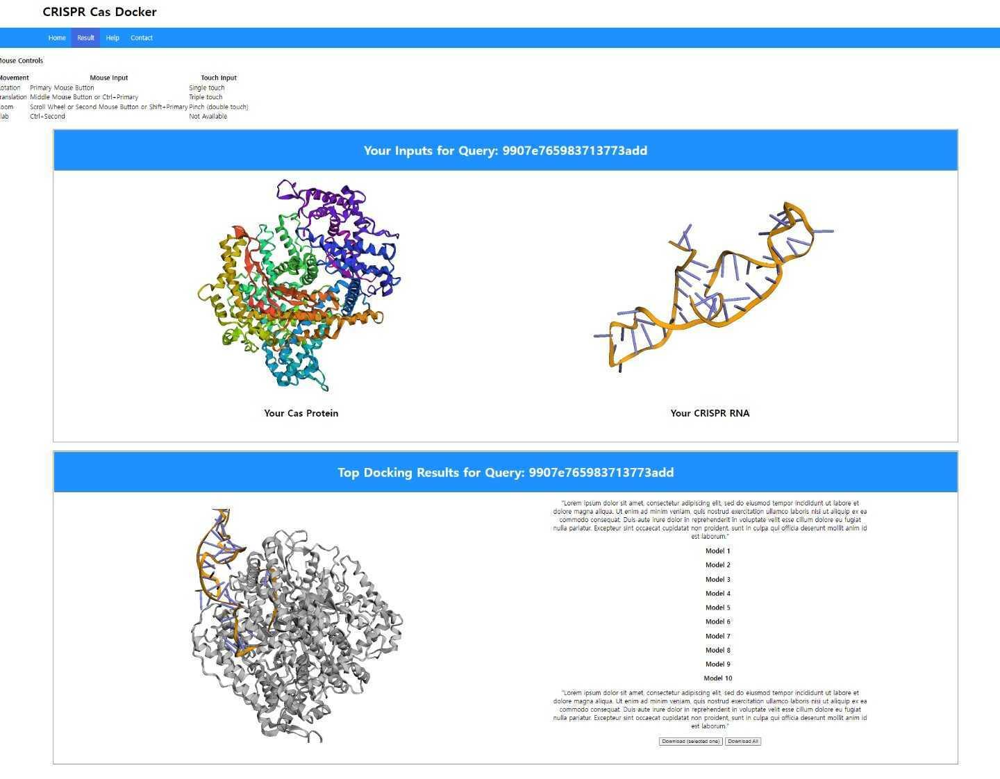 CRISPR Cas Docker
Home Result Help Contact
Mouse Controls
Movement Mouse Input Touch Input
otation Primary Mouse Button Single touch
ranslation Middle Mouse Button or Ctrl+Primary Triple touch
oom Scroll Wheel or Second Mouse Button or Shift+Primary Pinch (double touch)
lab Ctrl+Second Not Available
Your Inputs for Query: 9907e765983713773add
Your Cas Protein Your CRISPR RNA
Top Docking Results for Query: 9907e765983713773add
"Lorem ipsum dolor sit amet, consectetur adipiscing elit, sed do eiusmod tempor incididunt ut labore et
dolore magna aliqua. Ut enim ad minim veniam, quis nostrud exercitation ullamco laboris nisi ut aliquip ex ea
commodo consequat. Duis aute irure dolor in reprehenderit in voluptate velit esse cillum dolore eu fugiat
nulla pariatur. Excepteur sint occaecat cupidatat non proident, sunt in culpa qui officia deserunt mollit anim id
est laborum."
Model 1
Model 2
Model 3
Model 4
Model 5
Model 6
Model 7
Model 8
Model 9
Model 10
"Lorem ipsum dolor sit amet, consectetur adipiscing elit, sed do eiusmod tempor incididunt ut labore et
dolore magna aliqua. Ut enim ad minim veniam, quis nostrud exercitation ullamco laboris nisi ut aliquip ex ea
commodo consequat. Duis aute irure dolor in reprehenderit in voluptate velit esse cillum dolore eu fugiat
nulla pariatur. Excepteur sint occaecat cupidatat non proident, sunt in culpa qui officia deserunt mollit anim id
est laborum."
Download (selected one) Download All